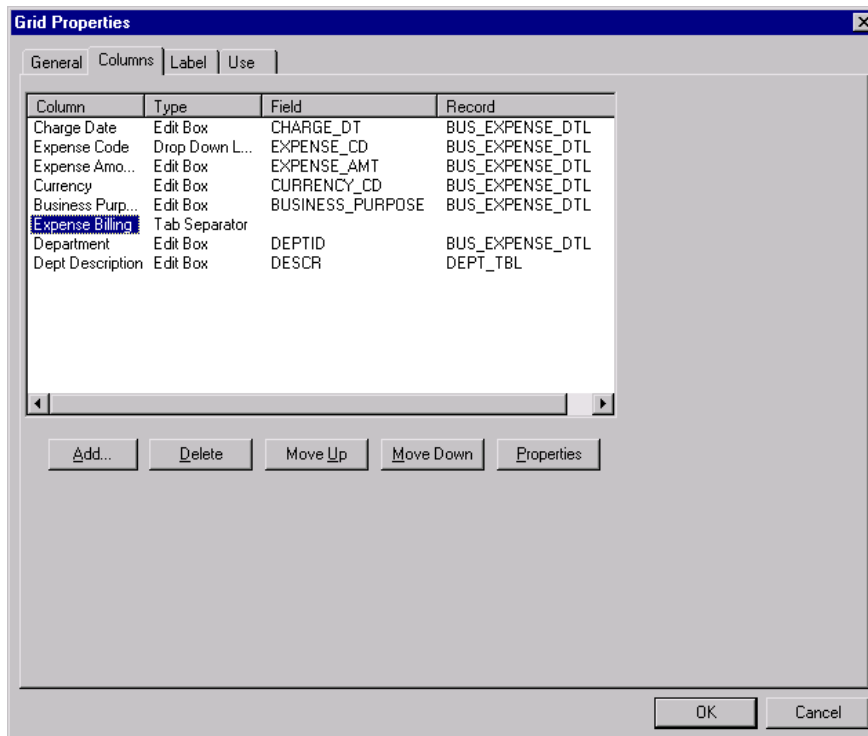 Grid Properties
General Columns Label Use
Column Type Field Record
Charge Date Edit Box CHARGE_DT BUS_EXPENSE_DTL
Expense Code Drop Down L... EXPENSE_CD BUS_EXPENSE_DTL
Expense Amo... Edit Box EXPENSE_AMT BUS_EXPENSE_DTL
Currency Edit Box CURRENCY_CD BUS_EXPENSE_DTL
Business Purp... Edit Box BUSINESS_PURPOSE BUS_EXPENSE_DTL
Expense Billing Tab Separator
Department Edit Box DEPTID BUS_EXPENSE_DTL
Dept Description Edit Box DESCR DEPT_TBL
Add... Delete Move Up Move Down Properties
OK Cancel